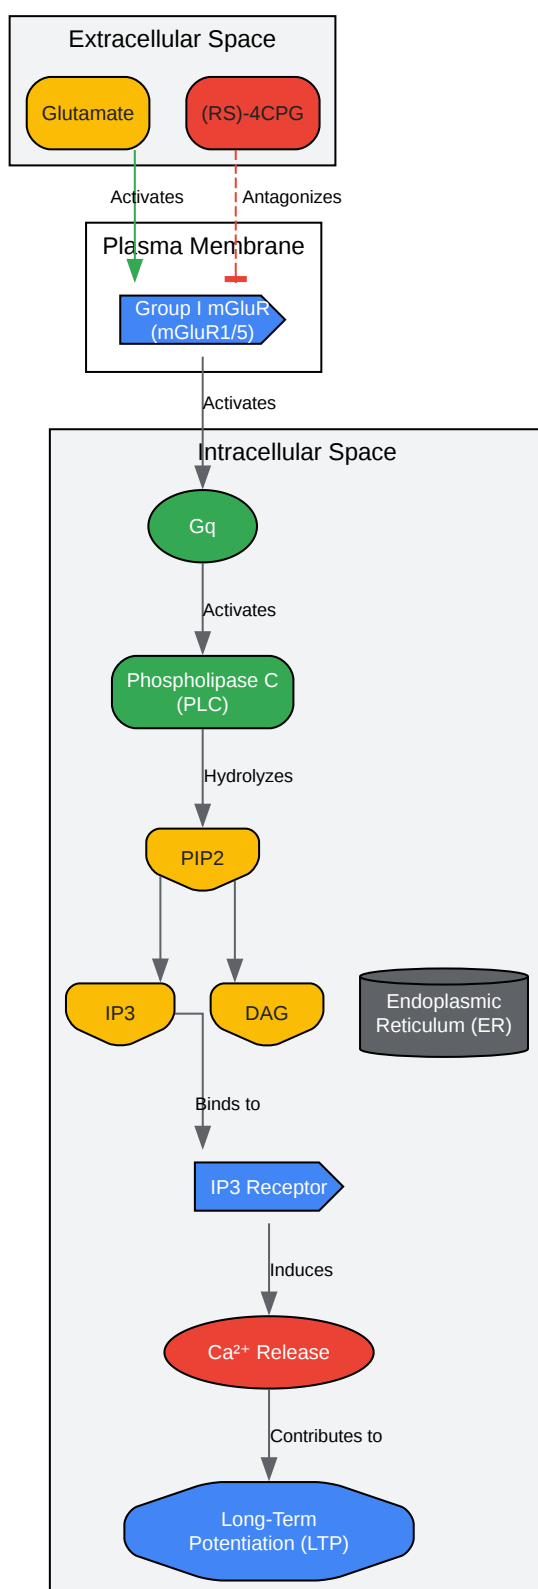 Extracellular Space
Glutamate
(RS)-4CPG
Activates
Antagonizes
Plasma Membrane
Group I mGluR
(mGluR1/5)
Activates
Intracellular Space
Gq
Activates
Phospholipase C
(PLC)
Hydrolyzes
PIP2
IP3
DAG
Endoplasmic
Reticulum (ER)
Binds to
IP3 Receptor
Induces
Ca²⁺ Release
Contributes to
Long-Term
Potentiation (LTP)